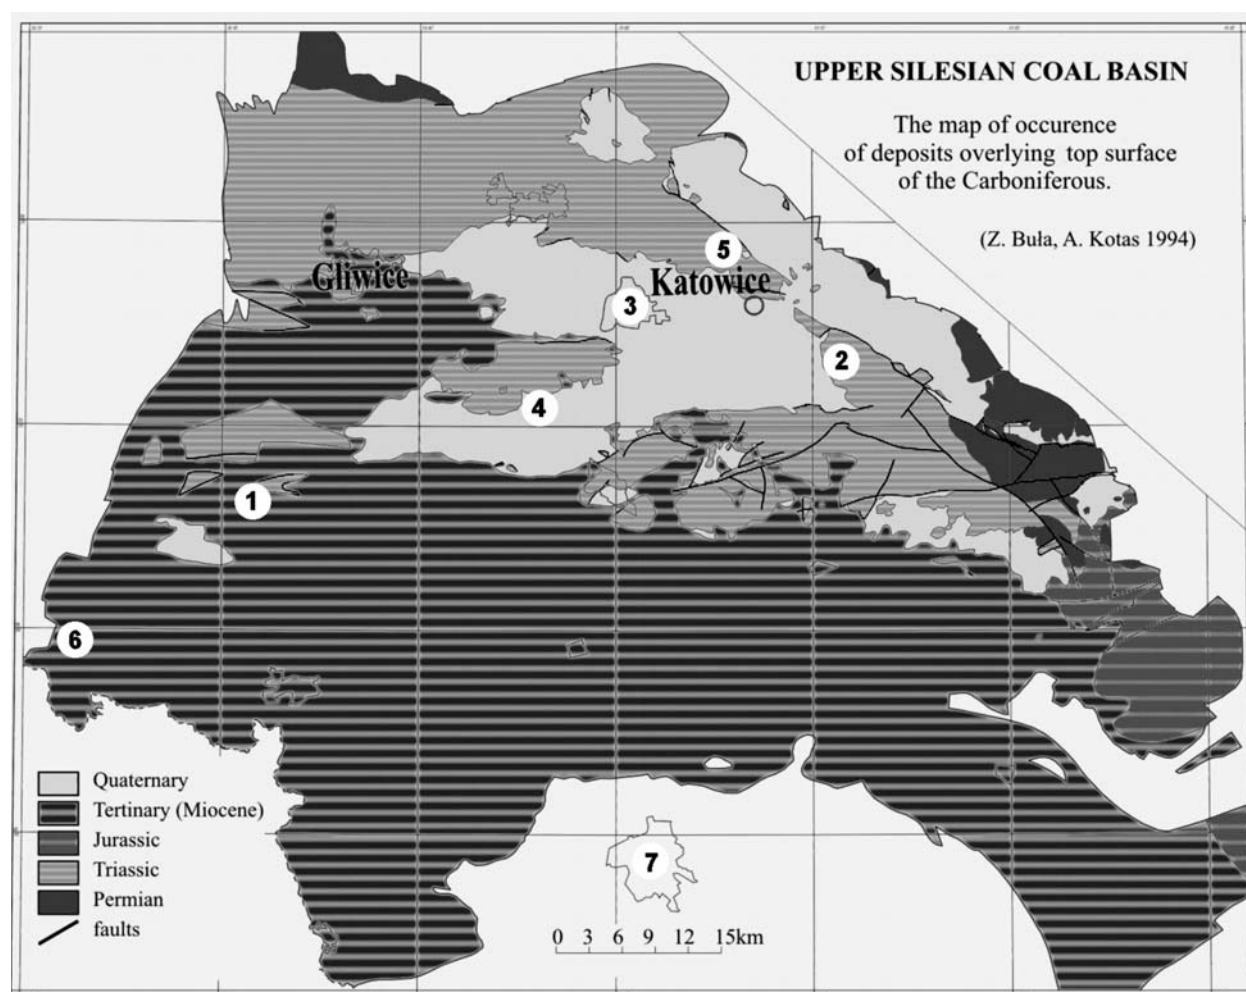 UPPER SILESIAN COAL BASIN
The map of occurence
of deposits overlying top surface
of the Carboniferous.
(Z. Buła, A. Kotas 1994)
5
Gliwice
Katowice
3
2
4
1
6
Quaternary
Tertinary (Miocene)
Jurassic
Triassic
Permian
faults
7
0 3 6 9 12 15km